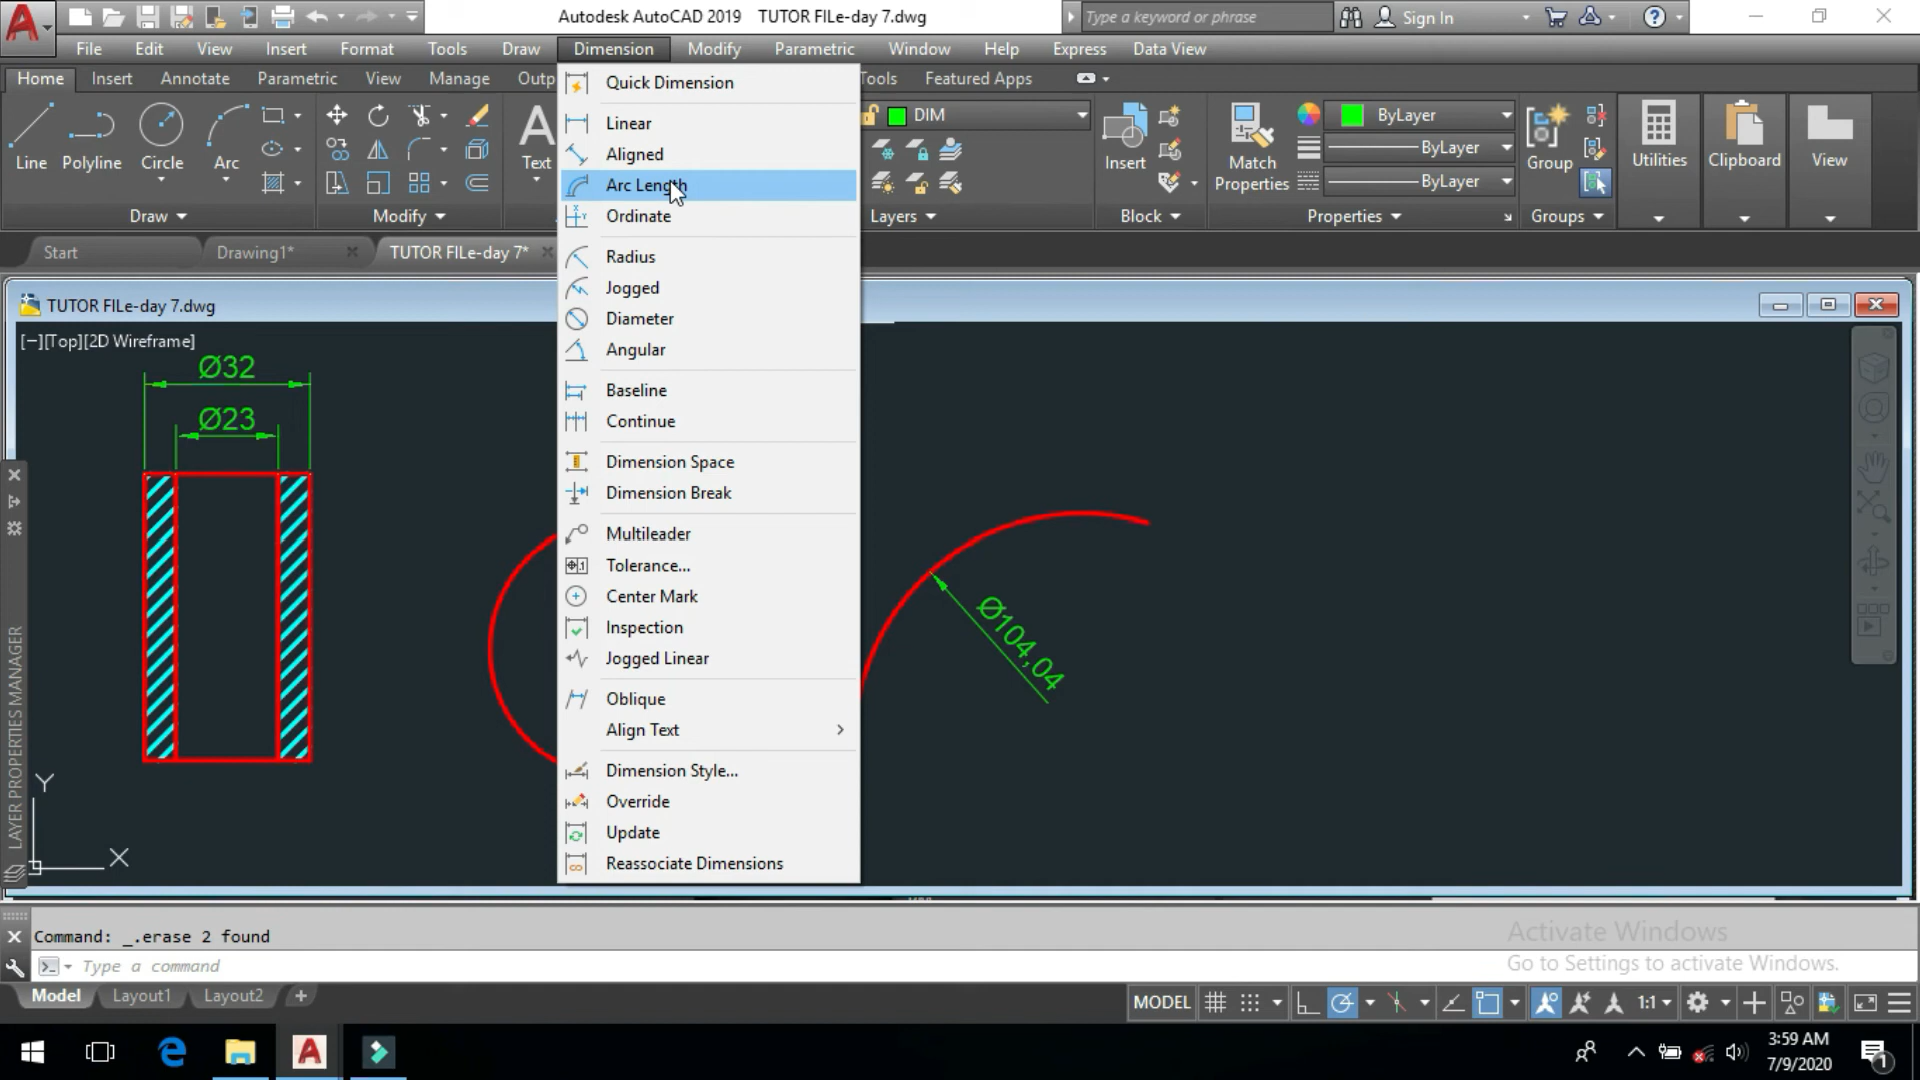 Autodesk AutoCAD 2019 TUTOR FILe-day 7.dwg
Type a keyword or phrase
Sign In
File Edit View Insert Format Tools Draw Dimension Modify Parametric Window Help Express Data View
Home Insert Annotate Parametric View Manage Outp Tools Featured Apps
Line Polyline Circle Arc
Text
DIM
Insert
Match Properties
ByLayer
ByLayer
ByLayer
Group
Utilities
Clipboard
View
Draw Modify Layers Block Properties Groups
Start Drawing1* TUTOR FILe-day 7*
TUTOR FILe-day 7.dwg
[−][Top][2D Wireframe]
Ø32
Ø23
Ø104,04
Quick Dimension
Linear
Aligned
Arc Length
Ordinate
Radius
Jogged
Diameter
Angular
Baseline
Continue
Dimension Space
Dimension Break
Multileader
Tolerance...
Center Mark
Inspection
Jogged Linear
Oblique
Align Text
Dimension Style...
Override
Update
Reassociate Dimensions
LAYER PROPERTIES MANAGER
Y
X
Command: _.erase 2 found
Type a command
Activate Windows
Go to Settings to activate Windows.
Model Layout1 Layout2 +
MODEL 1:1
3:59 AM
7/9/2020
1